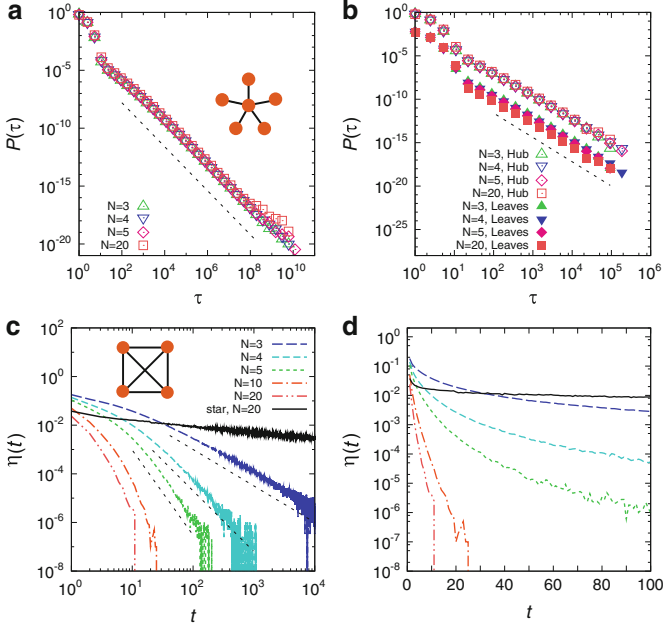 a
P(τ)
10^0
10^-5
10^-10
10^-15
10^-20
N=3
N=4
N=5
N=20
10^0 10^2 10^4 10^6 10^8 10^10
τ
b
P(τ)
10^0
10^-5
10^-10
10^-15
10^-20
10^-25
N=3, Hub
N=4, Hub
N=5, Hub
N=20, Hub
N=3, Leaves
N=4, Leaves
N=5, Leaves
N=20, Leaves
10^0 10^1 10^2 10^3 10^4 10^5 10^6
τ
c
η(t)
10^2
10^0
10^-2
10^-4
10^-6
10^-8
N=3
N=4
N=5
N=10
N=20
star, N=20
10^0 10^1 10^2 10^3 10^4
t
d
η(t)
10^0
10^-1
10^-2
10^-3
10^-4
10^-5
10^-6
10^-7
10^-8
0 20 40 60 80 100
t